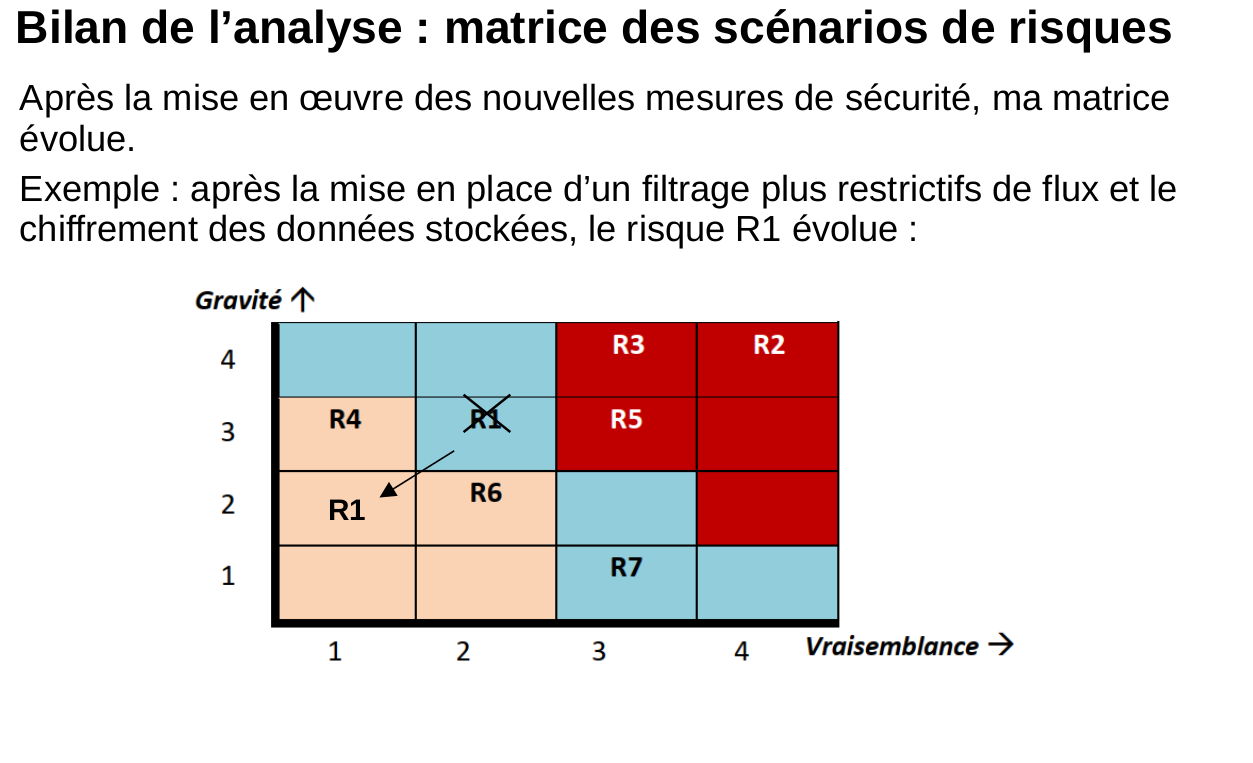 Bilan de l’analyse : matrice des scénarios de risques
Après la mise en œuvre des nouvelles mesures de sécurité, ma matrice
évolue.
Exemple : après la mise en place d’un filtrage plus restrictifs de flux et le
chiffrement des données stockées, le risque R1 évolue :
Gravité ↑
4 R3 R2
3 R4 R1 R5
2 R1 R6
1 R7
1 2 3 4 Vraisemblance →